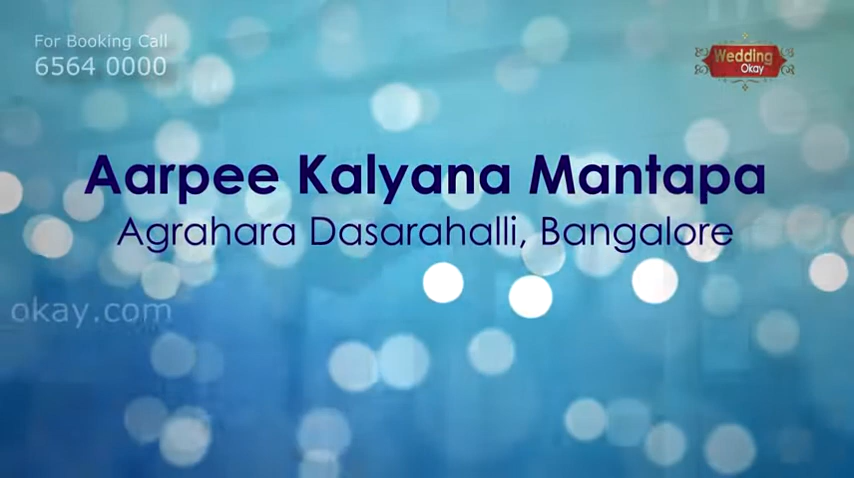 For Booking Call
6564 0000
Wedding
Okay
Aarpee Kalyana Mantapa
Agrahara Dasarahalli, Bangalore
okay.com